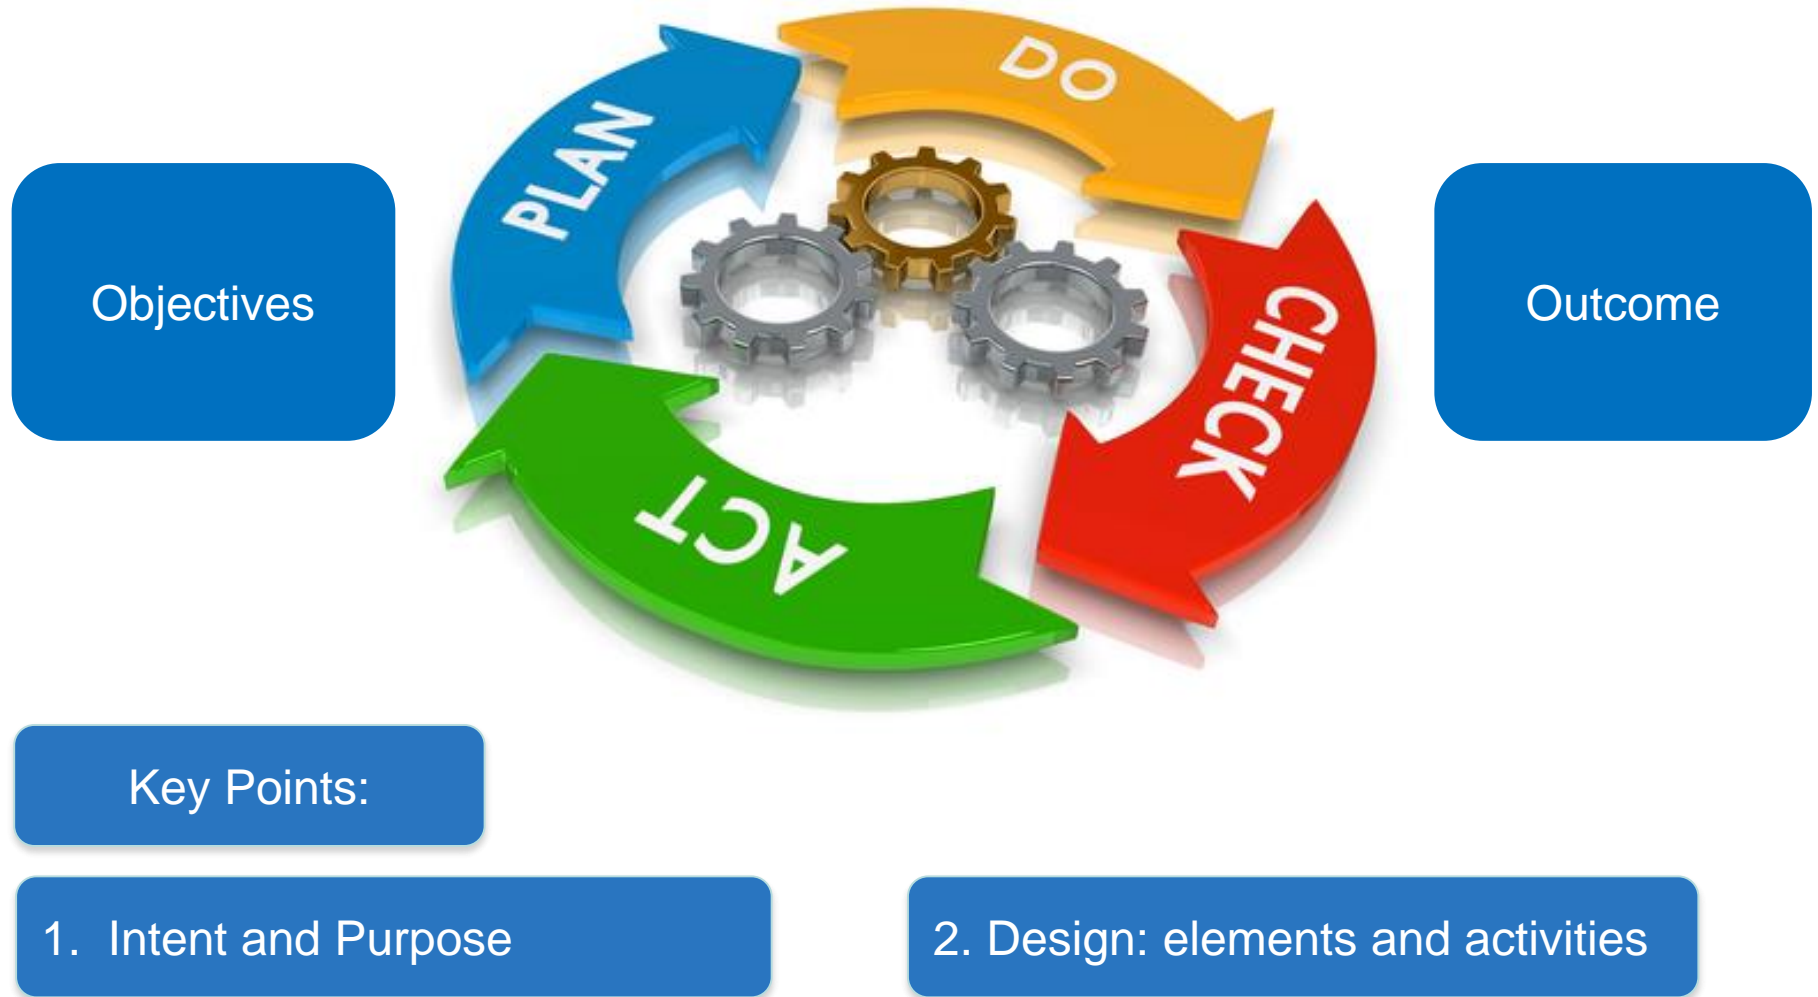 PLAN
DO
CHECK
ACT
Objectives
Outcome
Key Points:
1. Intent and Purpose
2. Design: elements and activities